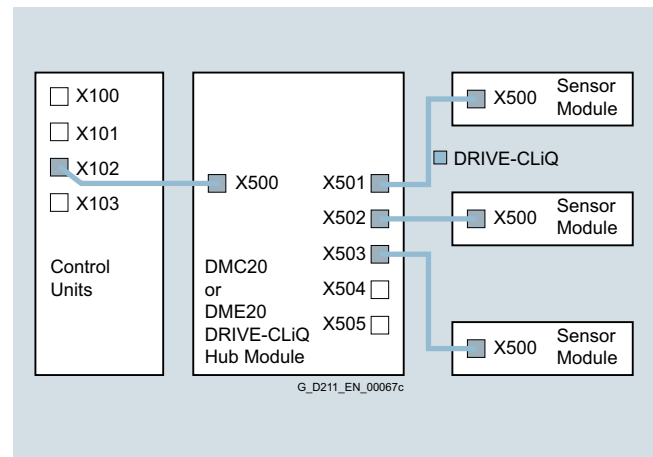 X100
X101
X102
X103
Control
Units
X500
X501
X502
X503
X504
X505
DMC20
or
DME20
DRIVE-CLiQ
Hub Module
X500
Sensor
Module
DRIVE-CLiQ
X500
Sensor
Module
X500
Sensor
Module
G_D211_EN_00067c